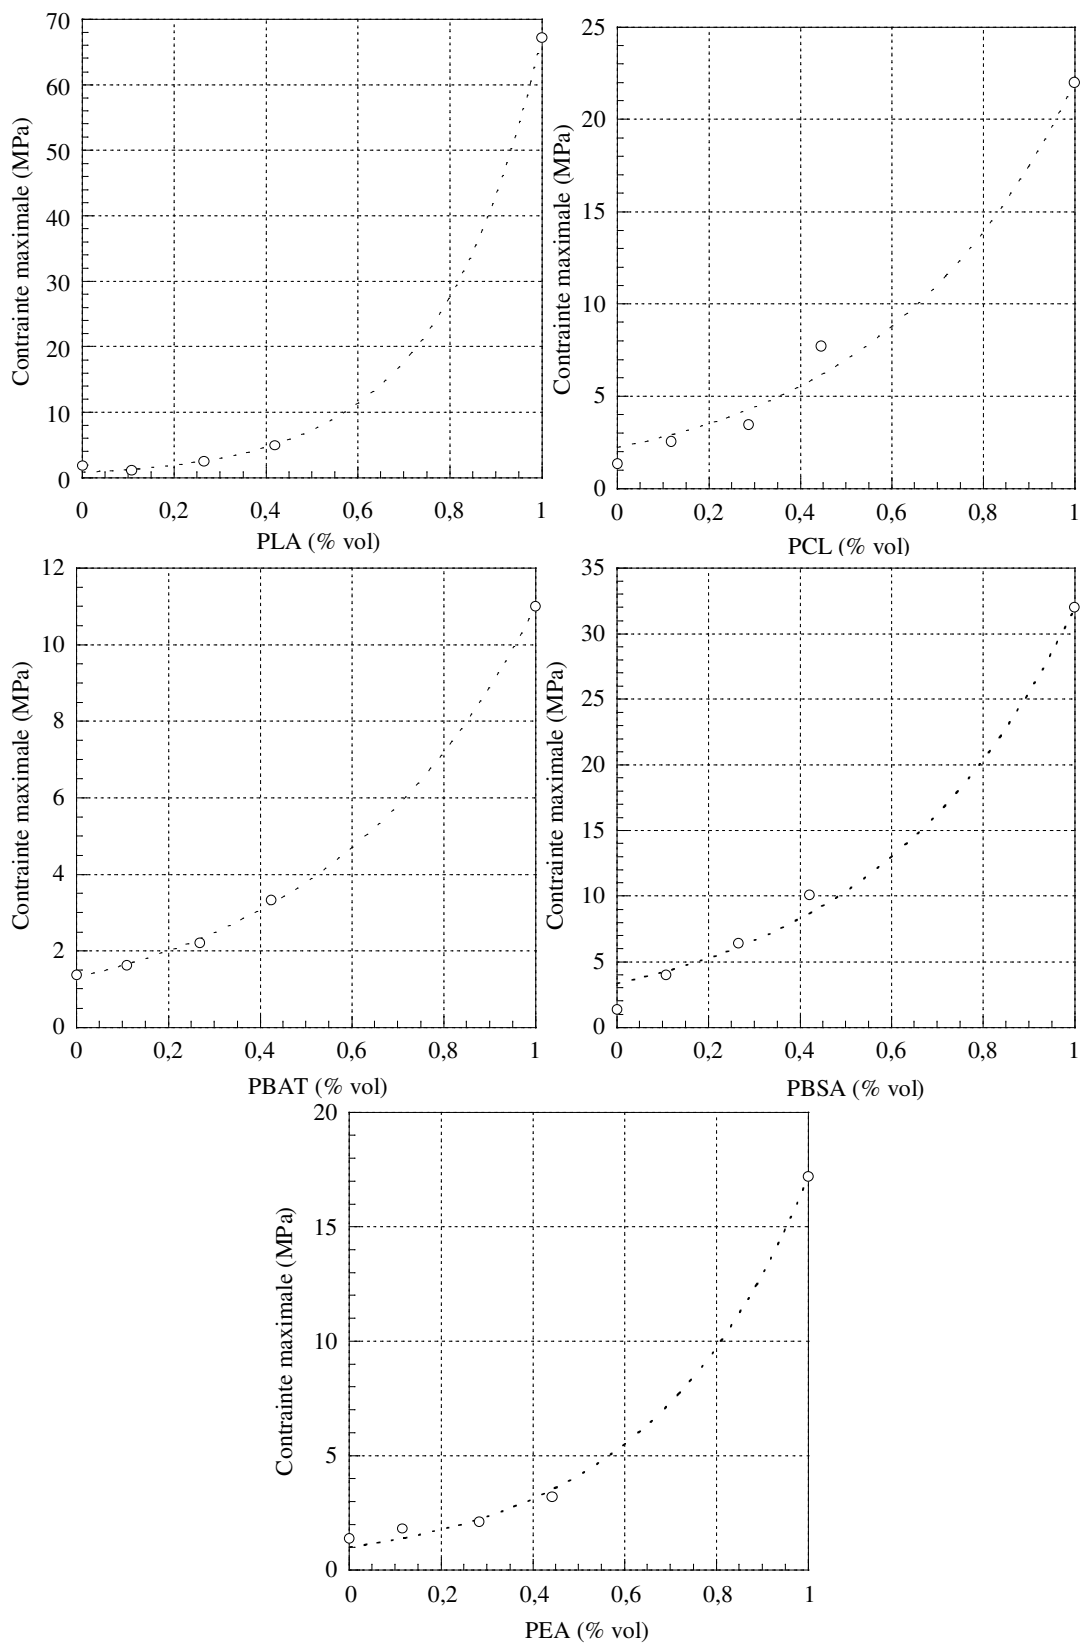 Contrainte maximale (MPa)
70
60
50
40
30
20
10
0
0 0,2 0,4 0,6 0,8 1
PLA (% vol)
Contrainte maximale (MPa)
25
20
15
10
5
0
0 0,2 0,4 0,6 0,8 1
PCL (% vol)
Contrainte maximale (MPa)
12
10
8
6
4
2
0
0 0,2 0,4 0,6 0,8 1
PBAT (% vol)
Contrainte maximale (MPa)
35
30
25
20
15
10
5
0
0 0,2 0,4 0,6 0,8 1
PBSA (% vol)
Contrainte maximale (MPa)
20
15
10
5
0
0 0,2 0,4 0,6 0,8 1
PEA (% vol)